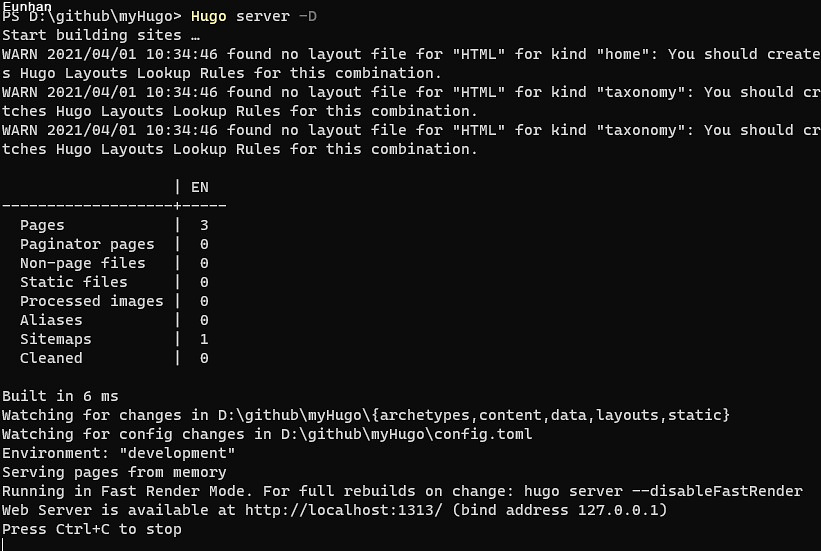 Eunhan
PS D:\github\myHugo> Hugo server -D
Start building sites …
WARN 2021/04/01 10:34:46 found no layout file for "HTML" for kind "home": You should create
s Hugo Layouts Lookup Rules for this combination.
WARN 2021/04/01 10:34:46 found no layout file for "HTML" for kind "taxonomy": You should cr
tches Hugo Layouts Lookup Rules for this combination.
WARN 2021/04/01 10:34:46 found no layout file for "HTML" for kind "taxonomy": You should cr
tches Hugo Layouts Lookup Rules for this combination.
                   | EN
-------------------+-----
  Pages            |  3
  Paginator pages  |  0
  Non-page files   |  0
  Static files     |  0
  Processed images |  0
  Aliases          |  0
  Sitemaps         |  1
  Cleaned          |  0
Built in 6 ms
Watching for changes in D:\github\myHugo\{archetypes,content,data,layouts,static}
Watching for config changes in D:\github\myHugo\config.toml
Environment: "development"
Serving pages from memory
Running in Fast Render Mode. For full rebuilds on change: hugo server --disableFastRender
Web Server is available at http://localhost:1313/ (bind address 127.0.0.1)
Press Ctrl+C to stop